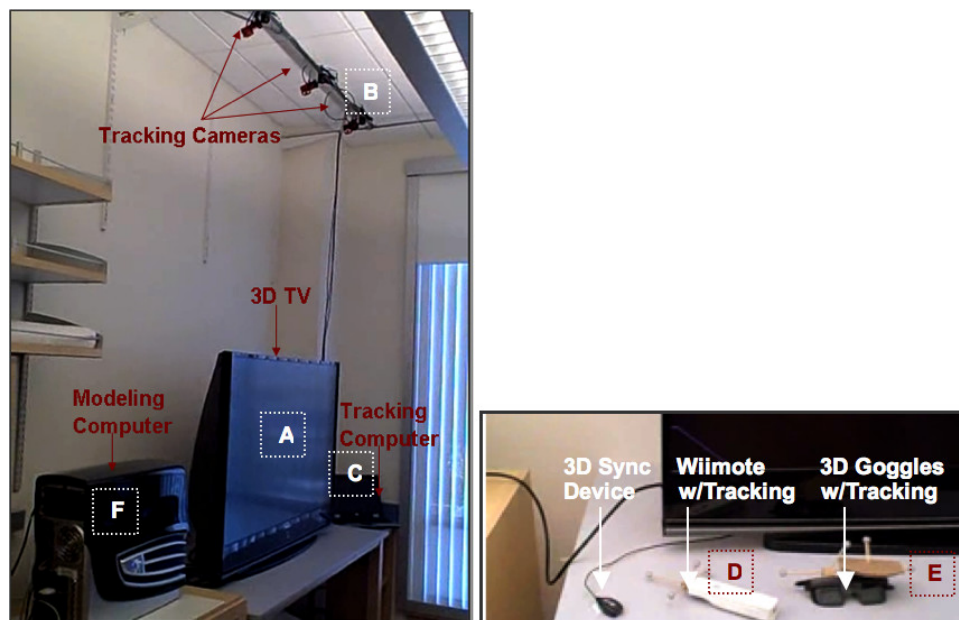 B
Tracking Cameras
3D TV
Modeling
Computer
Tracking
Computer
A
C
F
3D Sync
Device
Wiimote
w/Tracking
3D Goggles
w/Tracking
D
E